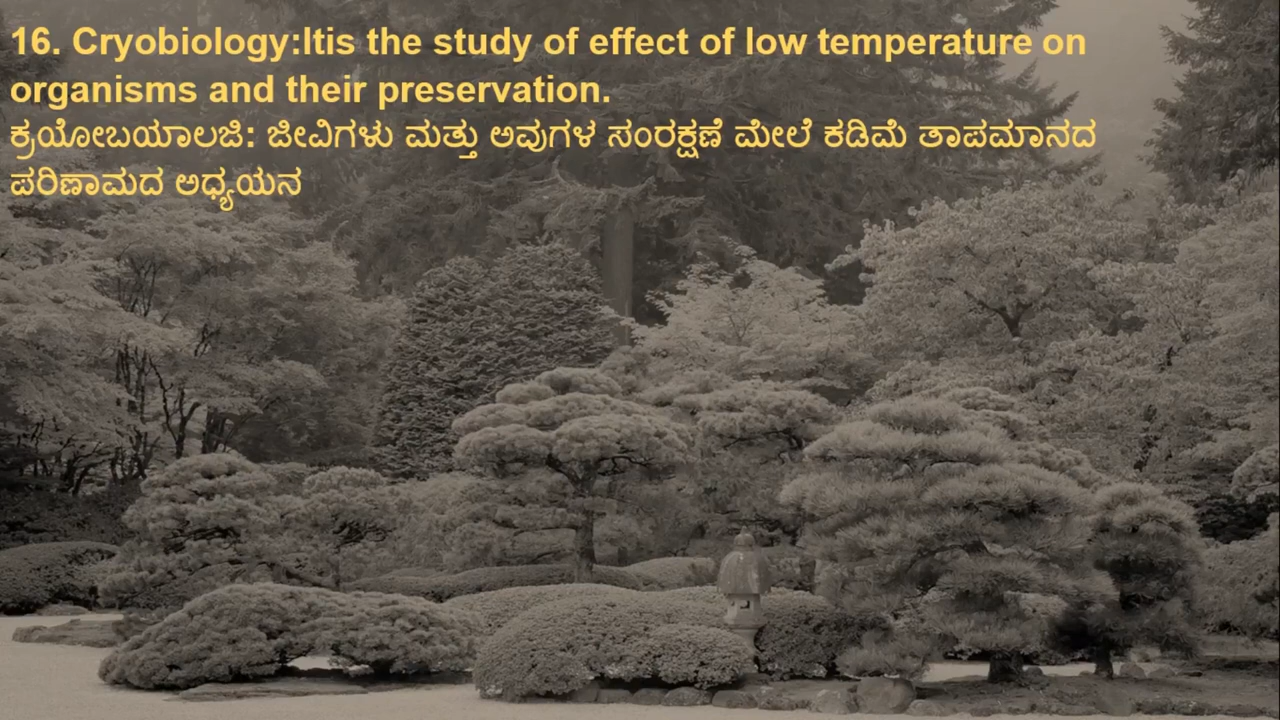 16. Cryobiology:Itis the study of effect of low temperature on
organisms and their preservation.
ಕ್ರಯೋಬಯಾಲಜಿ: ಜೀವಿಗಳು ಮತ್ತು ಅವುಗಳ ಸಂರಕ್ಷಣೆ ಮೇಲೆ ಕಡಿಮೆ ತಾಪಮಾನದ
ಪರಿಣಾಮದ ಅಧ್ಯಯನ